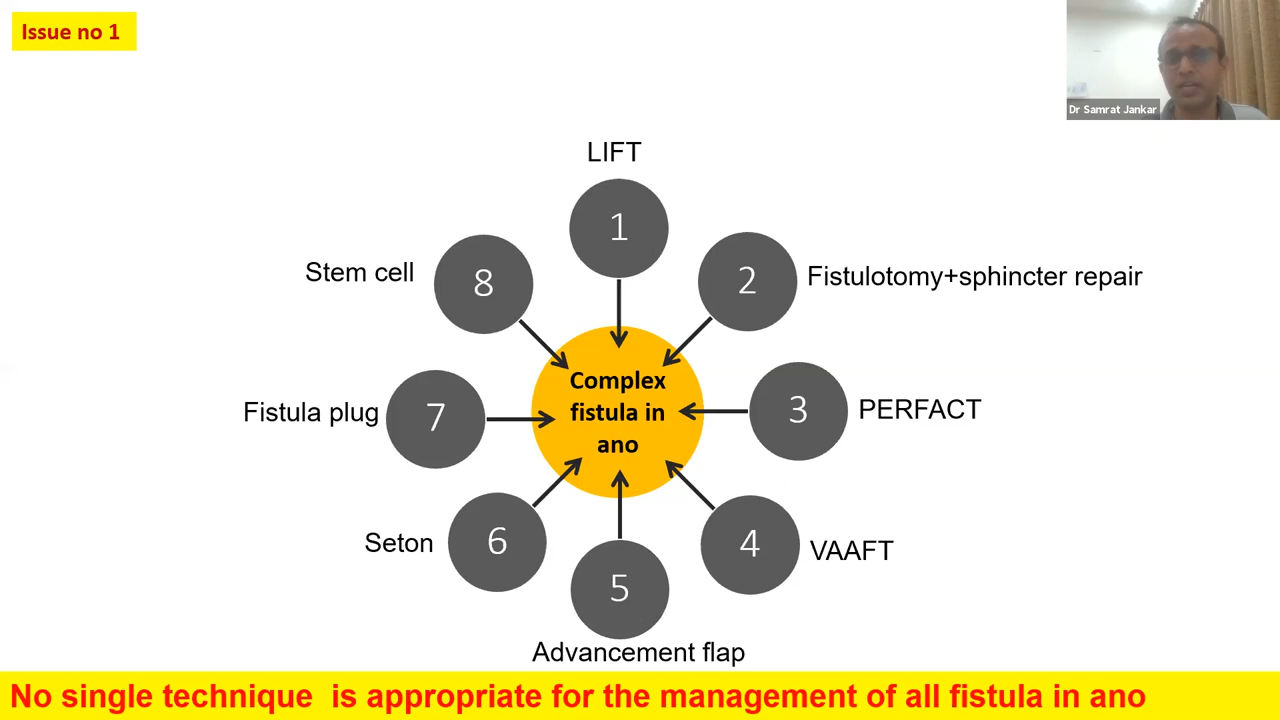 Issue no 1
Dr Samrat Jankar
LIFT
1
2
Fistulotomy+sphincter repair
3
PERFACT
4
VAAFT
5
Advancement flap
6
Seton
7
Fistula plug
8
Stem cell
Complex
fistula in
ano
No single technique  is appropriate for the management of all fistula in ano